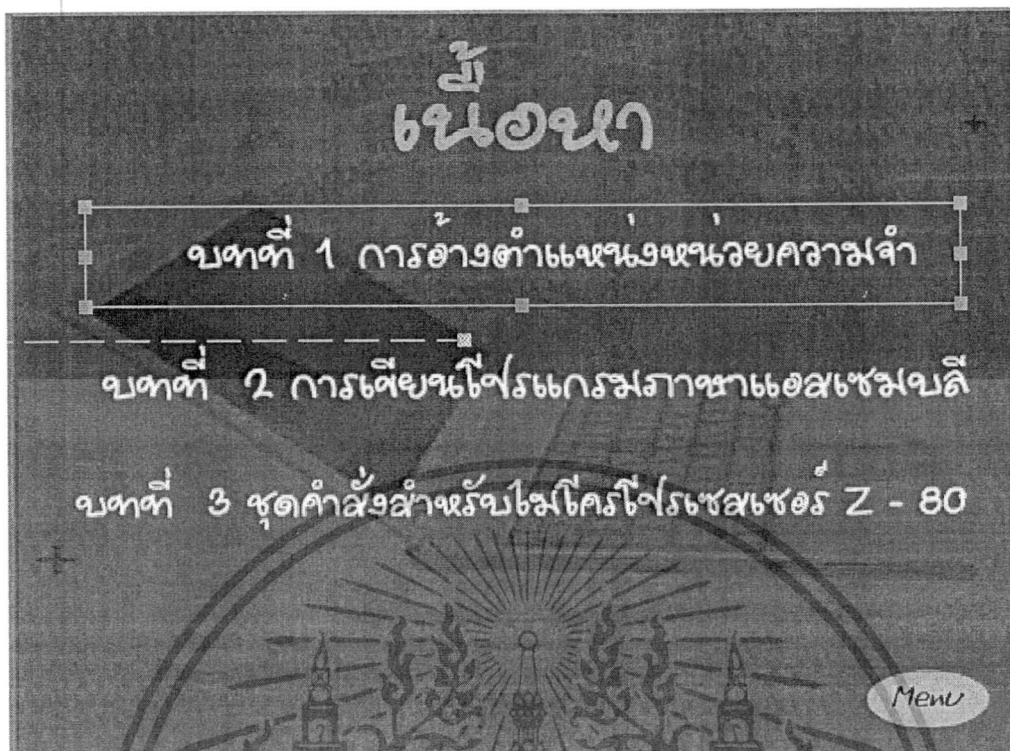 เนื้อหา
บทที่ 1 การอ้างตำแหน่งหน่วยความจำ
บทที่ 2 การเขียนโปรแกรมภาษาแอสเซมบลี
บทที่ 3 ชุดคำสั่งสำหรับไมโครโปรเซสเซอร์ Z - 80
Menu